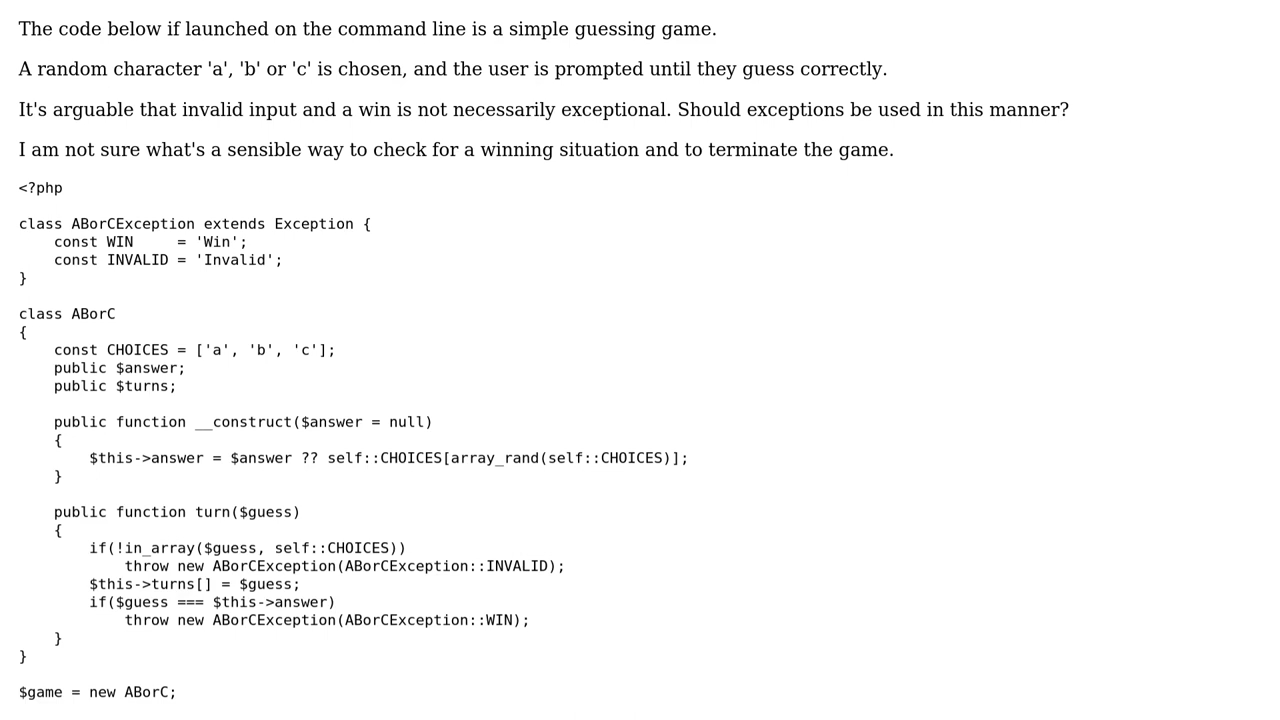 The code below if launched on the command line is a simple guessing game.
A random character 'a', 'b' or 'c' is chosen, and the user is prompted until they guess correctly.
It's arguable that invalid input and a win is not necessarily exceptional. Should exceptions be used in this manner?
I am not sure what's a sensible way to check for a winning situation and to terminate the game.
<?php

class ABorCException extends Exception {
    const WIN     = 'Win';
    const INVALID = 'Invalid';
}

class ABorC
{
    const CHOICES = ['a', 'b', 'c'];
    public $answer;
    public $turns;

    public function __construct($answer = null)
    {
        $this->answer = $answer ?? self::CHOICES[array_rand(self::CHOICES)];
    }

    public function turn($guess)
    {
        if(!in_array($guess, self::CHOICES))
            throw new ABorCException(ABorCException::INVALID);
        $this->turns[] = $guess;
        if($guess === $this->answer)
            throw new ABorCException(ABorCException::WIN);
    }
}

$game = new ABorC;